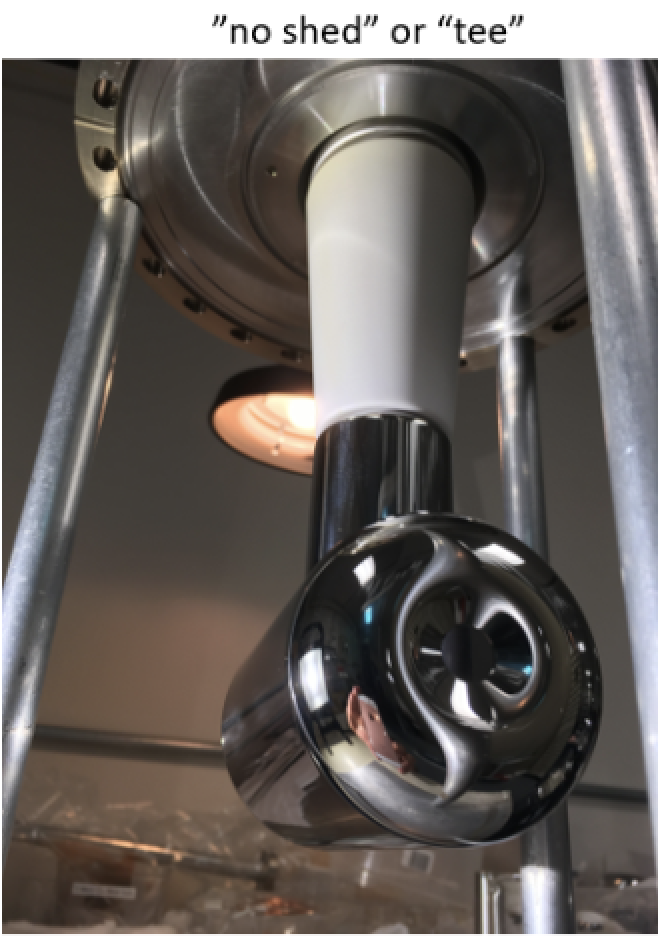 ”no shed” or “tee”